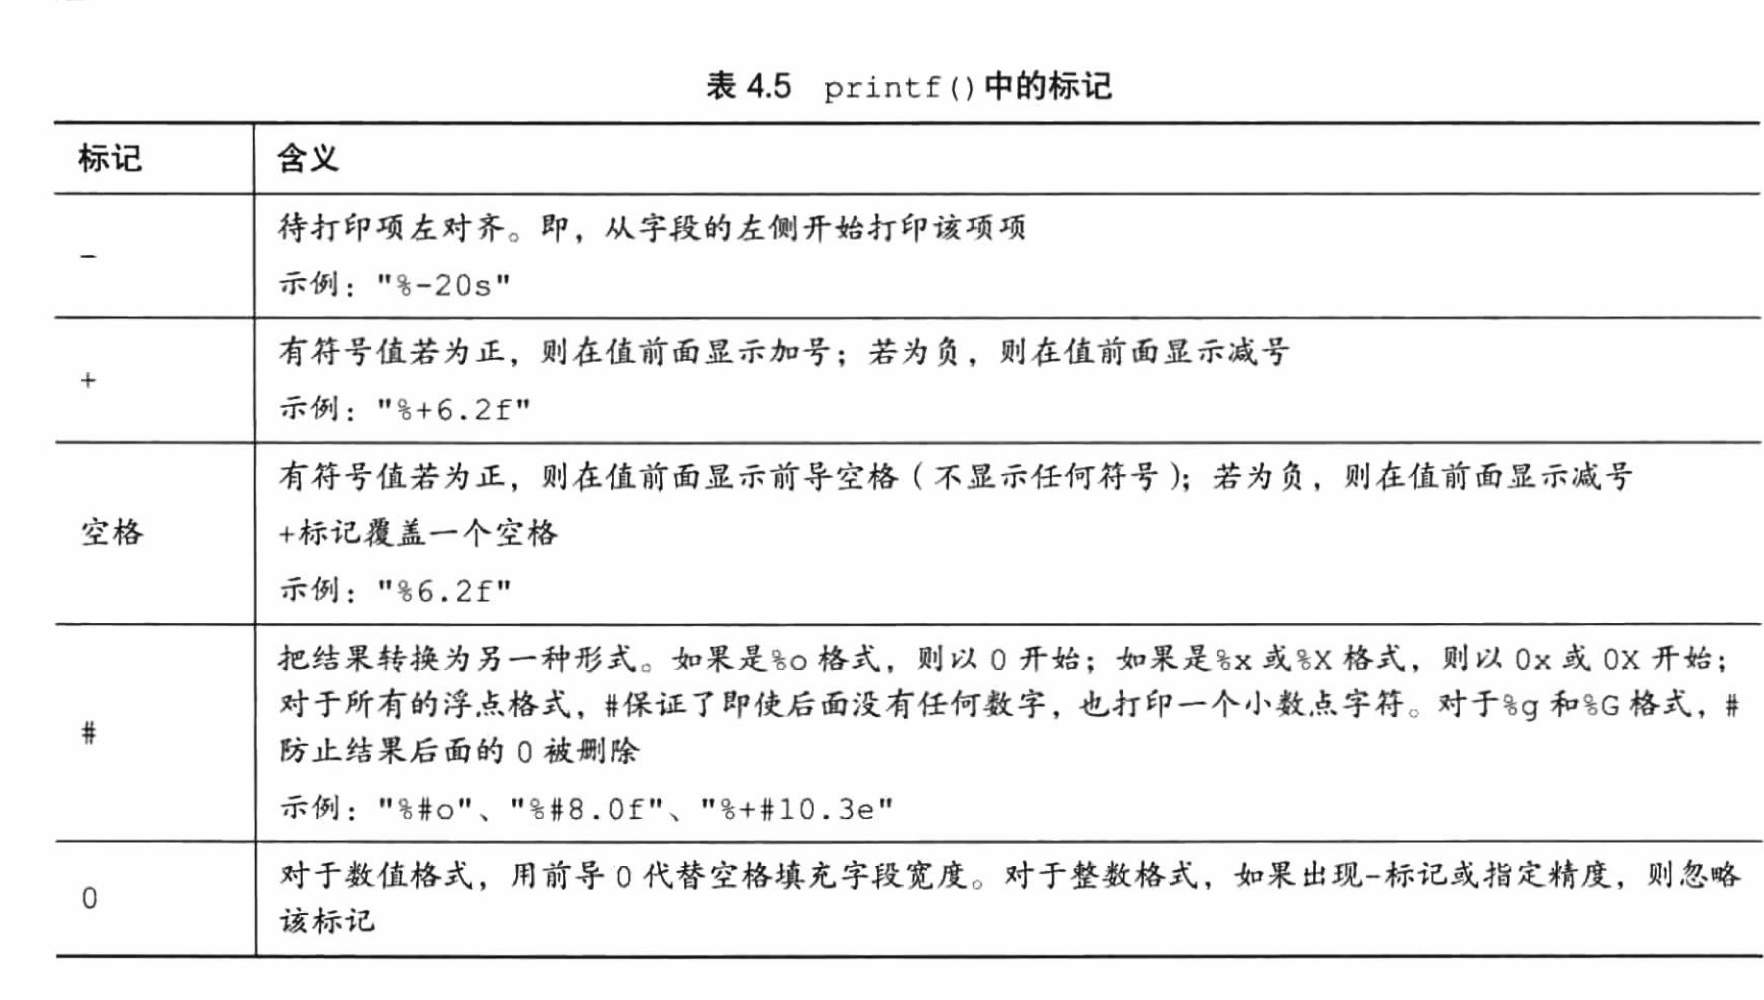 表 4.5 printf()中的标记
标记 含义
- 待打印项左对齐。即，从字段的左侧开始打印该项项
示例："%-20s"
+ 有符号值若为正，则在值前面显示加号；若为负，则在值前面显示减号
示例："%+6.2f"
空格 有符号值若为正，则在值前面显示前导空格（不显示任何符号）；若为负，则在值前面显示减号
+标记覆盖一个空格
示例："%6.2f"
# 把结果转换为另一种形式。如果是%o 格式，则以 0 开始；如果是%x 或%X 格式，则以 0x 或 0X 开始；
对于所有的浮点格式，#保证了即使后面没有任何数字，也打印一个小数点字符。对于%g 和%G 格式，#
防止结果后面的 0 被删除
示例："%#o"、"%#8.0f"、"%+#10.3e"
0 对于数值格式，用前导 0 代替空格填充字段宽度。对于整数格式，如果出现-标记或指定精度，则忽略
该标记